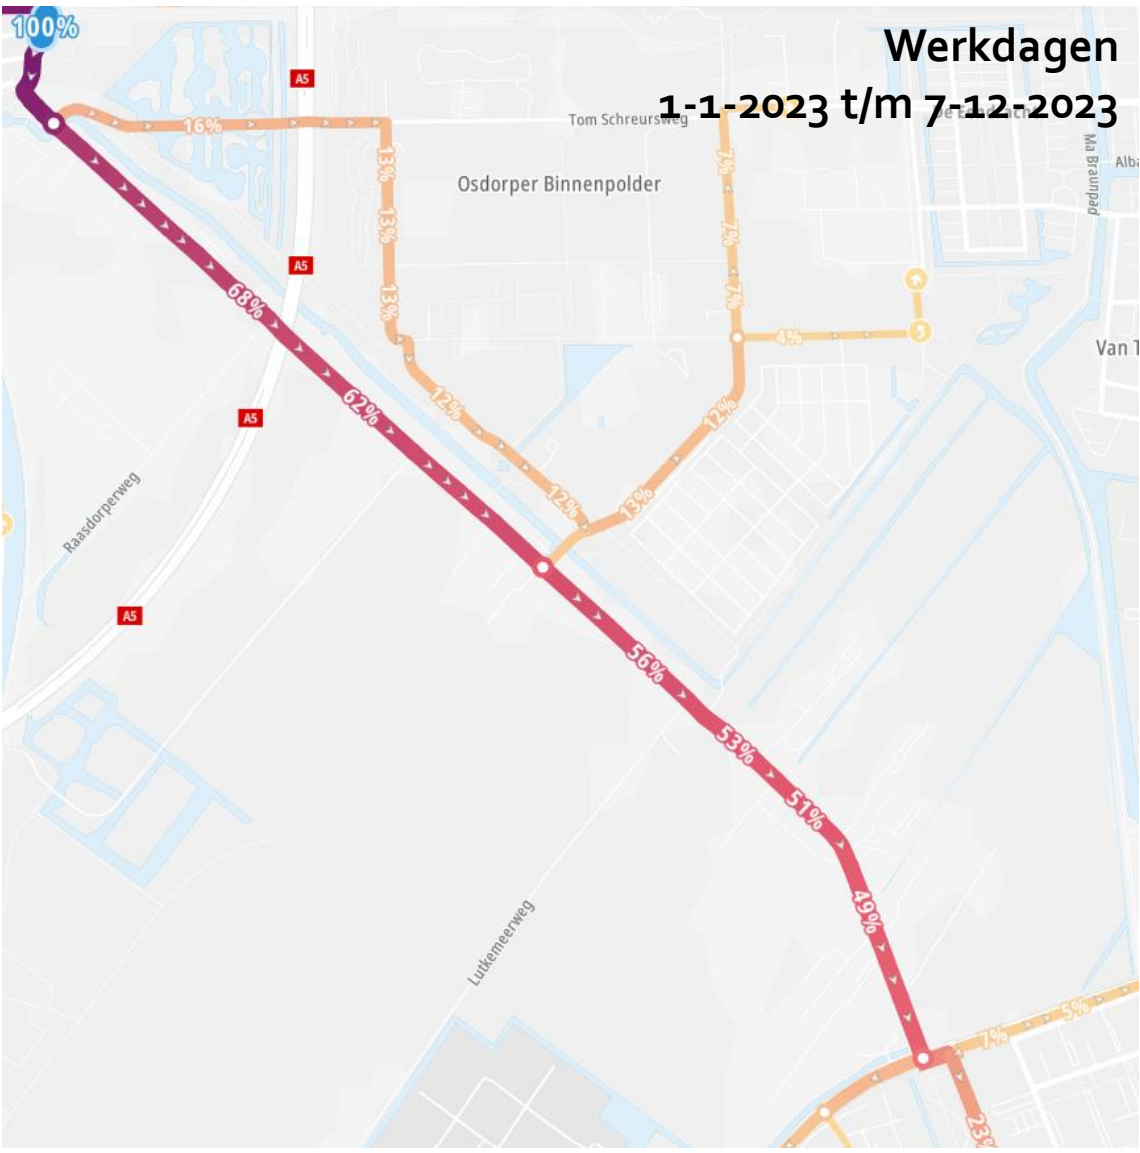 100%
Werkdagen
1-1-2023 t/m 7-12-2023
A5
Tom Schreursweg
16%
Ma Braunpad
Alba
13%
7%
Osdorper Binnenpolder
13%
7%
A5
68%
13%
7%
4%
Van T
62%
12%
12%
A5
Raasdorperweg
12%
13%
A5
56%
53%
51%
49%
Lutkemeerweg
5%
7%
23%